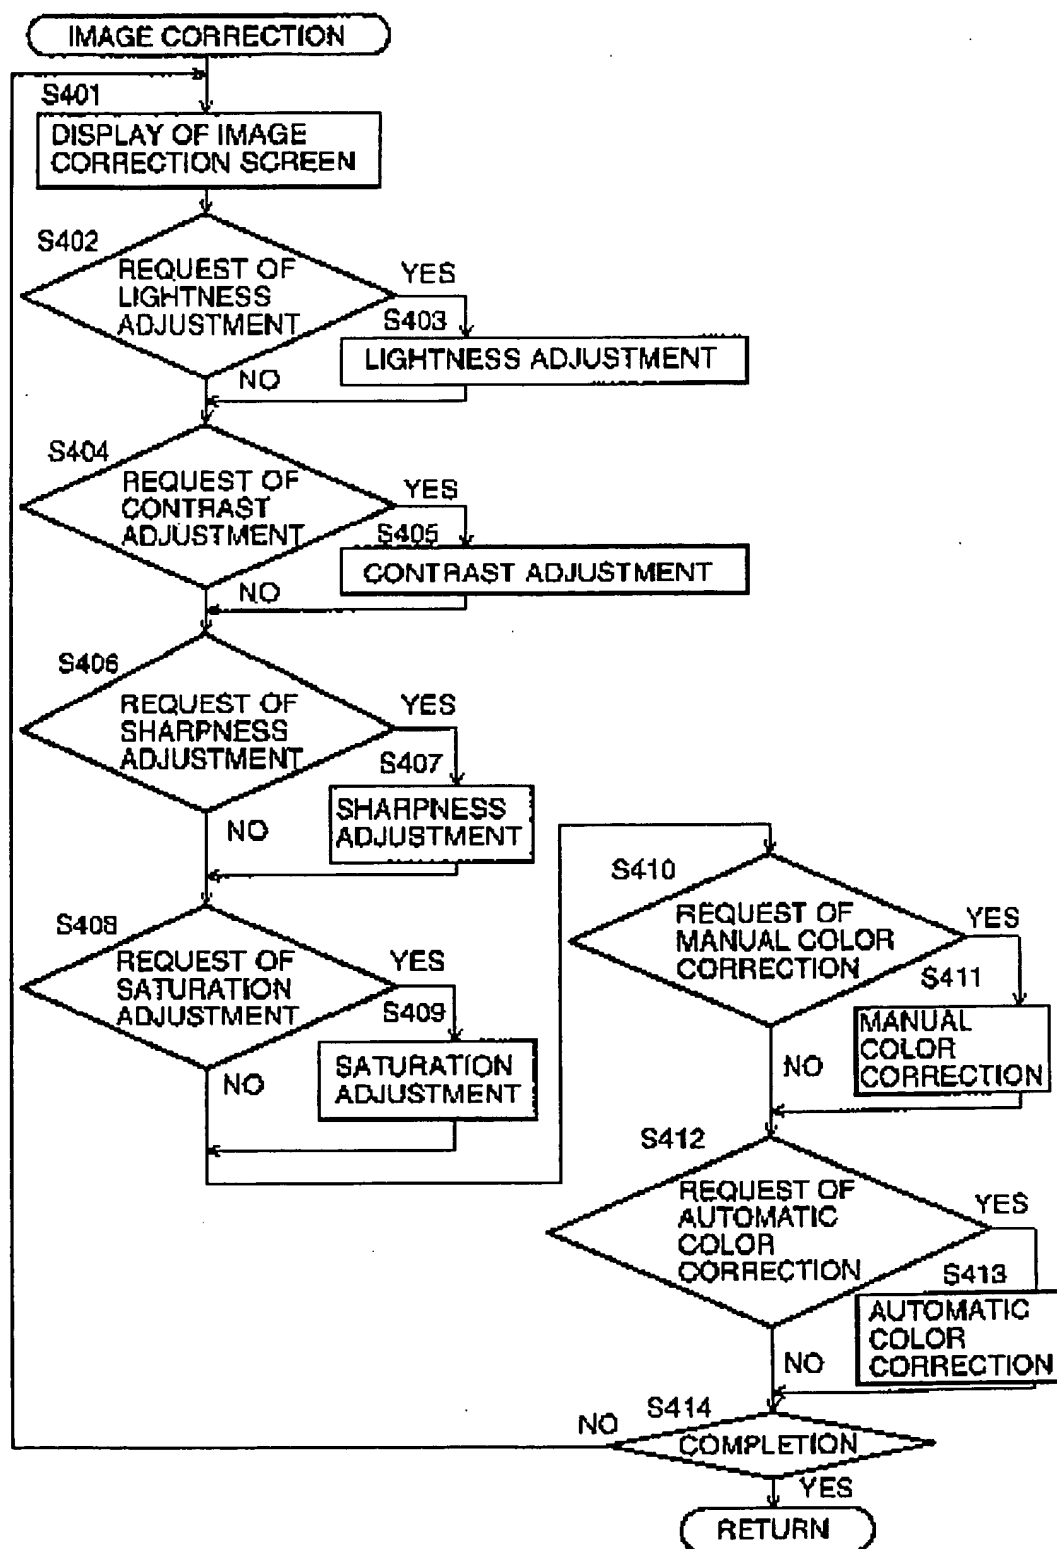 IMAGE CORRECTION
S401
DISPLAY OF IMAGE
CORRECTION SCREEN
S402
REQUEST OF
LIGHTNESS
ADJUSTMENT
YES
S403
LIGHTNESS ADJUSTMENT
NO
S404
REQUEST OF
CONTRAST
ADJUSTMENT
YES
S405
CONTRAST ADJUSTMENT
NO
S406
REQUEST OF
SHARPNESS
ADJUSTMENT
YES
S407
SHARPNESS
ADJUSTMENT
NO
S408
REQUEST OF
SATURATION
ADJUSTMENT
YES
S409
SATURATION
ADJUSTMENT
NO
S410
REQUEST OF
MANUAL COLOR
CORRECTION
YES
S411
MANUAL
COLOR
CORRECTION
NO
S412
REQUEST OF
AUTOMATIC
COLOR
CORRECTION
YES
S413
AUTOMATIC
COLOR
CORRECTION
NO
S414
COMPLETION
NO
YES
RETURN